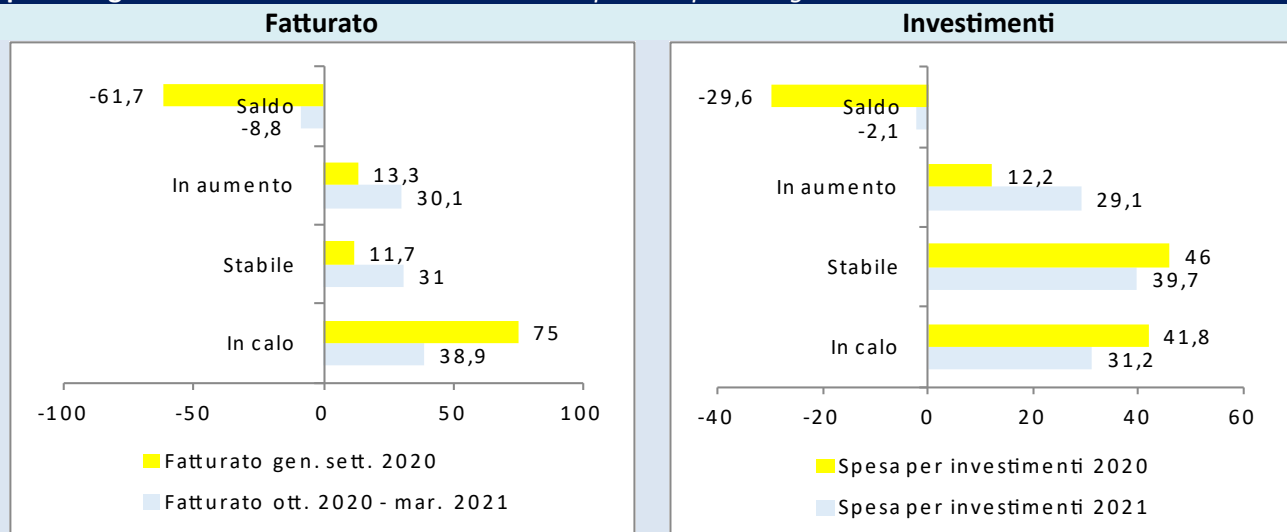 Fatturato
-61,7
Saldo
-8,8
In aumento
13,3
30,1
Stabile
11,7
31
In calo
75
38,9
-100 -50 0 50 100
Fatturato gen. sett. 2020
Fatturato ott. 2020 - mar. 2021
Investimenti
-29,6
Saldo
-2,1
In aumento
12,2
29,1
Stabile
46
39,7
In calo
41,8
31,2
-40 -20 0 20 40 60
Spesa per investimenti 2020
Spesa per investimenti 2021